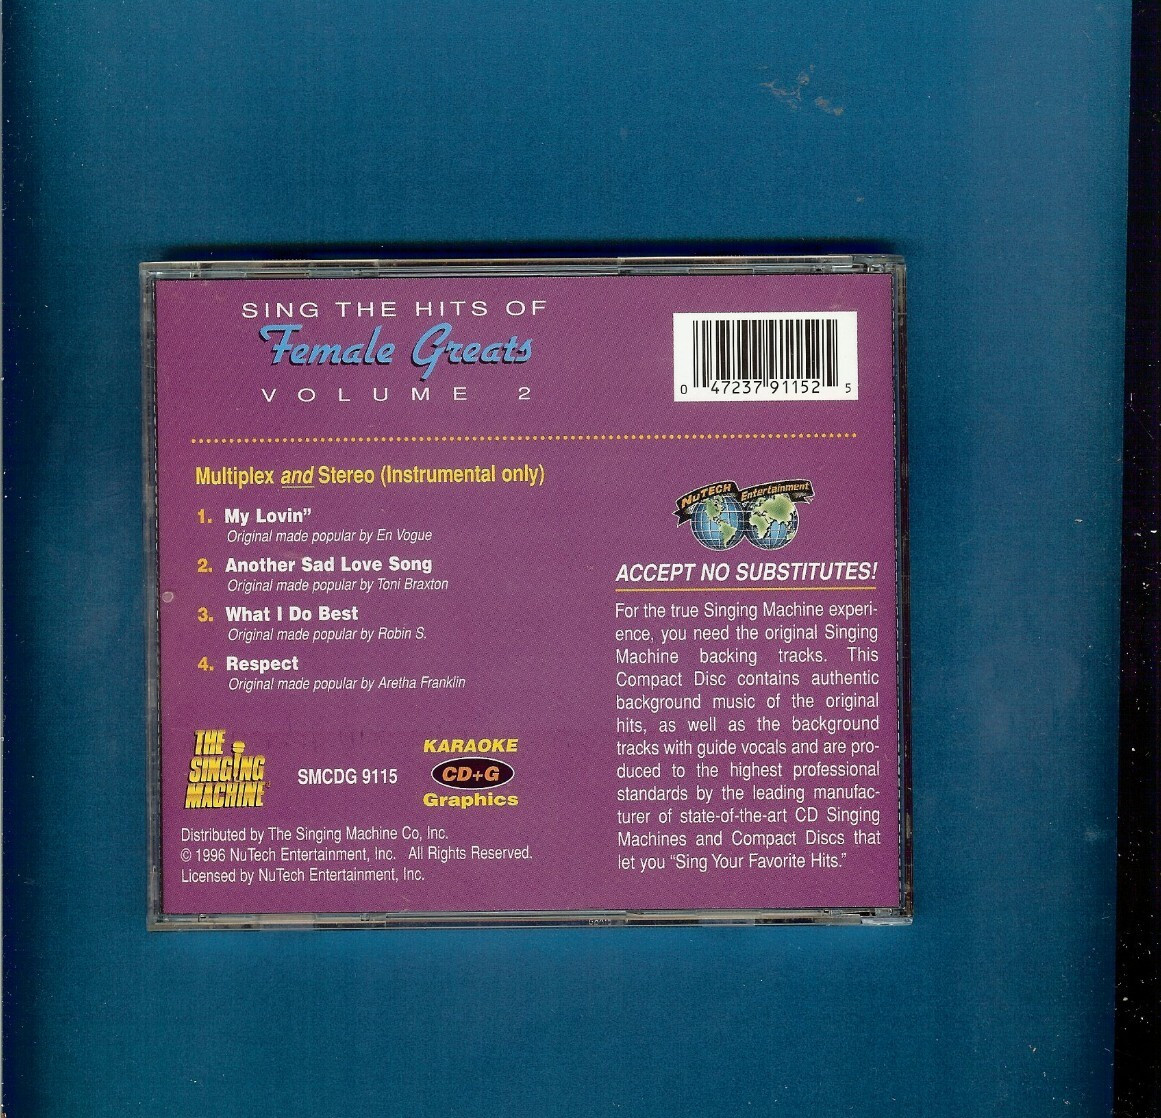 SING THE HITS OF
Female Greats
VOLUME 2
0 47237 91152 5
Multiplex and Stereo (Instrumental only)
1. My Lovin”
Original made popular by En Vogue
2. Another Sad Love Song
Original made popular by Toni Braxton
3. What I Do Best
Original made popular by Robin S.
4. Respect
Original made popular by Aretha Franklin
THE
SINGING
MACHINE
SMCDG 9115
KARAOKE
CD+G
Graphics
Distributed by The Singing Machine Co, Inc.
© 1996 NuTech Entertainment, Inc. All Rights Reserved.
Licensed by NuTech Entertainment, Inc.
NuTECH Entertainment
ACCEPT NO SUBSTITUTES!
For the true Singing Machine experi-
ence, you need the original Singing
Machine backing tracks. This
Compact Disc contains authentic
background music of the original
hits, as well as the background
tracks with guide vocals and are pro-
duced to the highest professional
standards by the leading manufac-
turer of state-of-the-art CD Singing
Machines and Compact Discs that
let you “Sing Your Favorite Hits.”